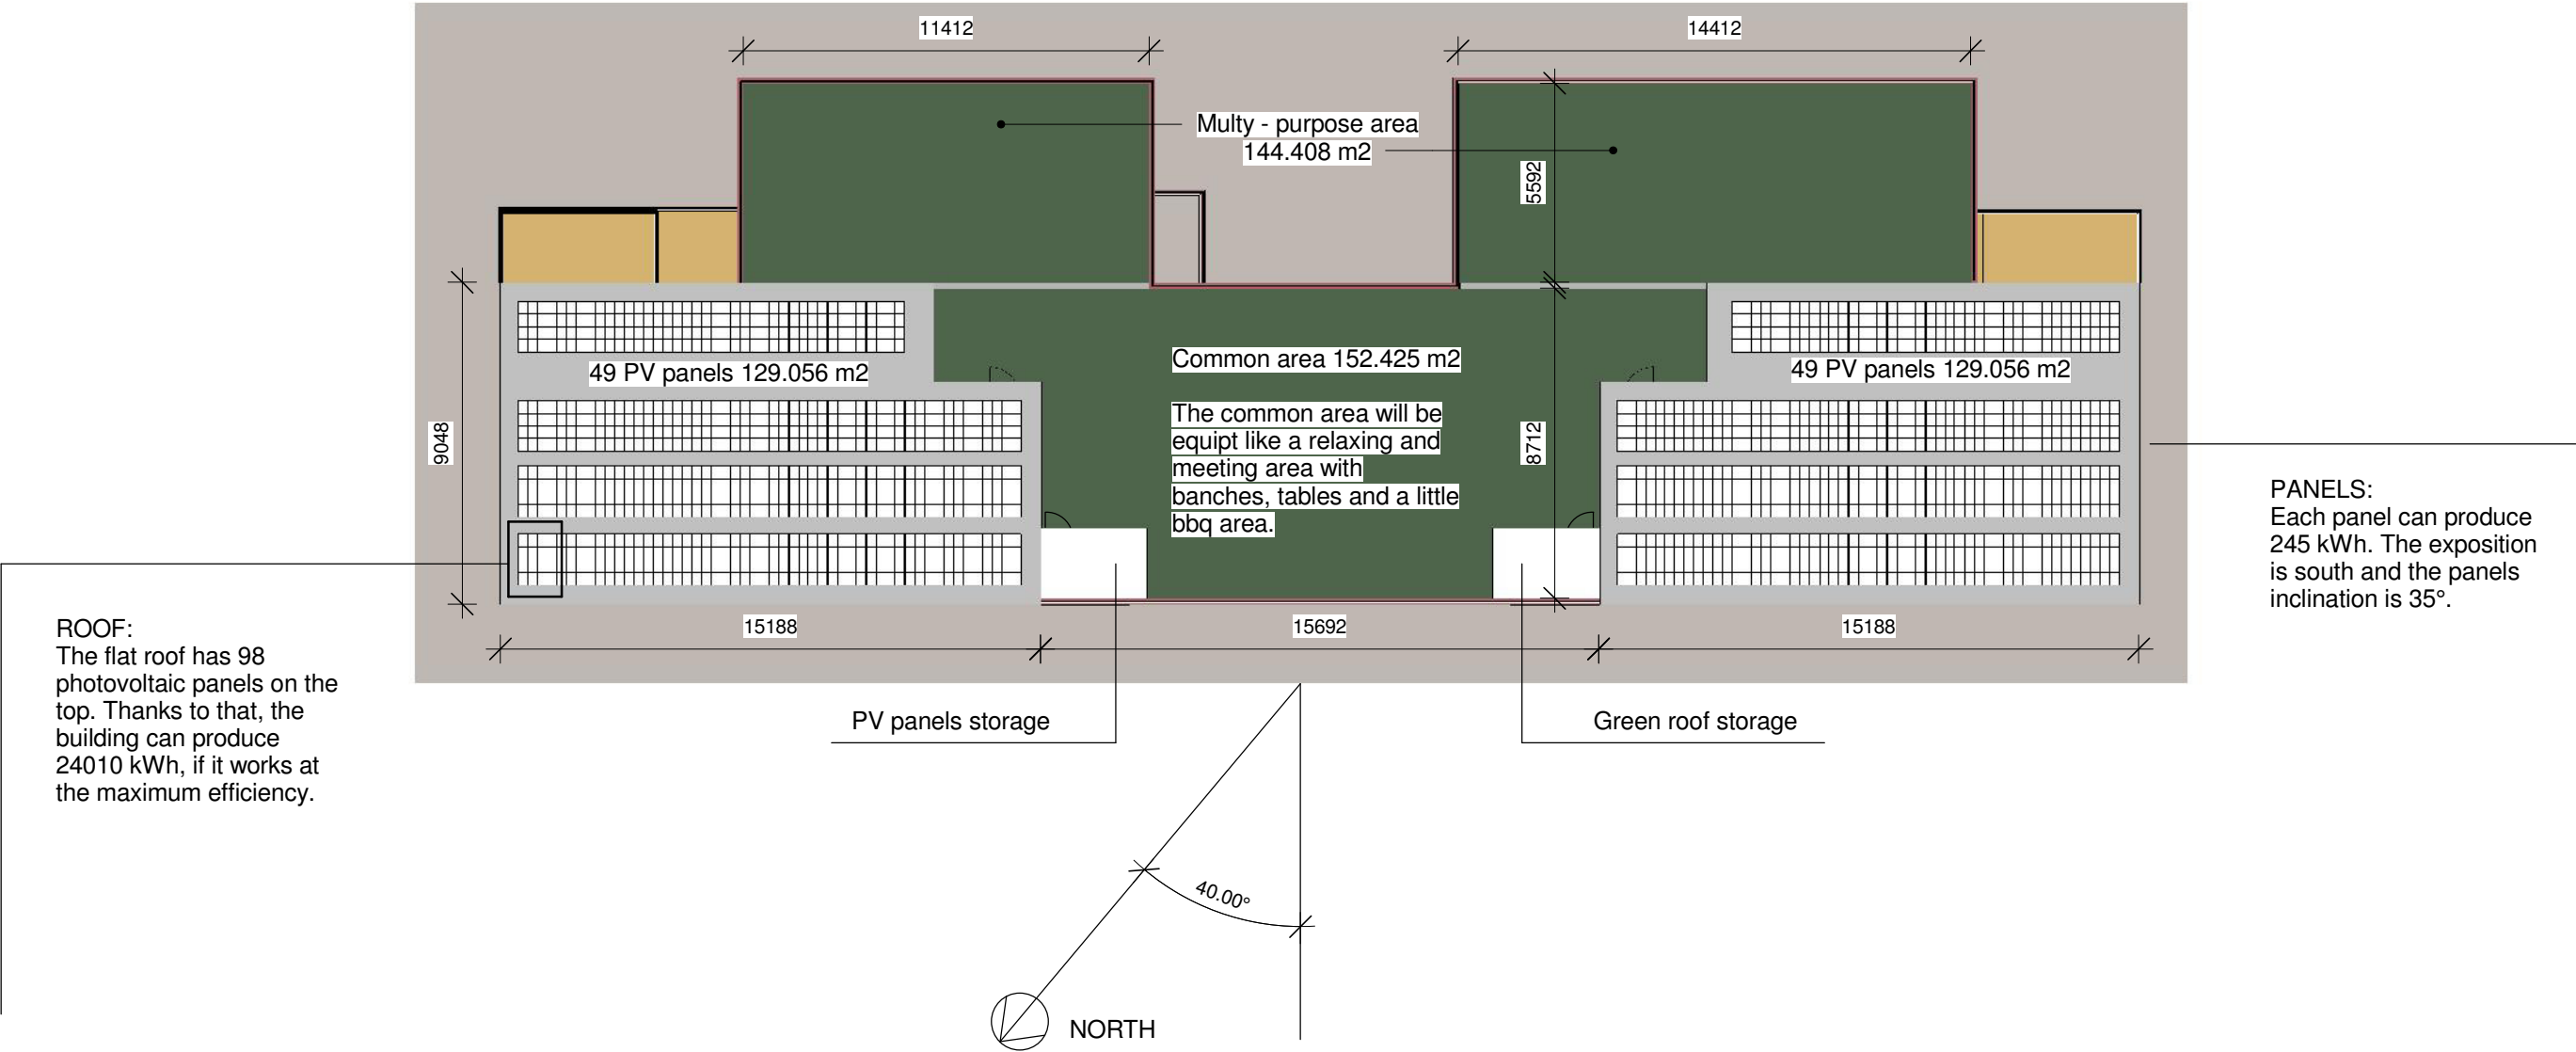 11412
14412
Multy - purpose area
144.408 m2
5592
49 PV panels 129.056 m2
Common area 152.425 m2
49 PV panels 129.056 m2
The common area will be
equipt like a relaxing and
meeting area with
banches, tables and a little
bbq area.
9048
8712
PANELS:
Each panel can produce
245 kWh. The exposition
is south and the panels
inclination is 35°.
15188
15692
15188
ROOF:
The flat roof has 98
photovoltaic panels on the
top. Thanks to that, the
building can produce
24010 kWh, if it works at
the maximum efficiency.
PV panels storage
Green roof storage
40.00°
NORTH